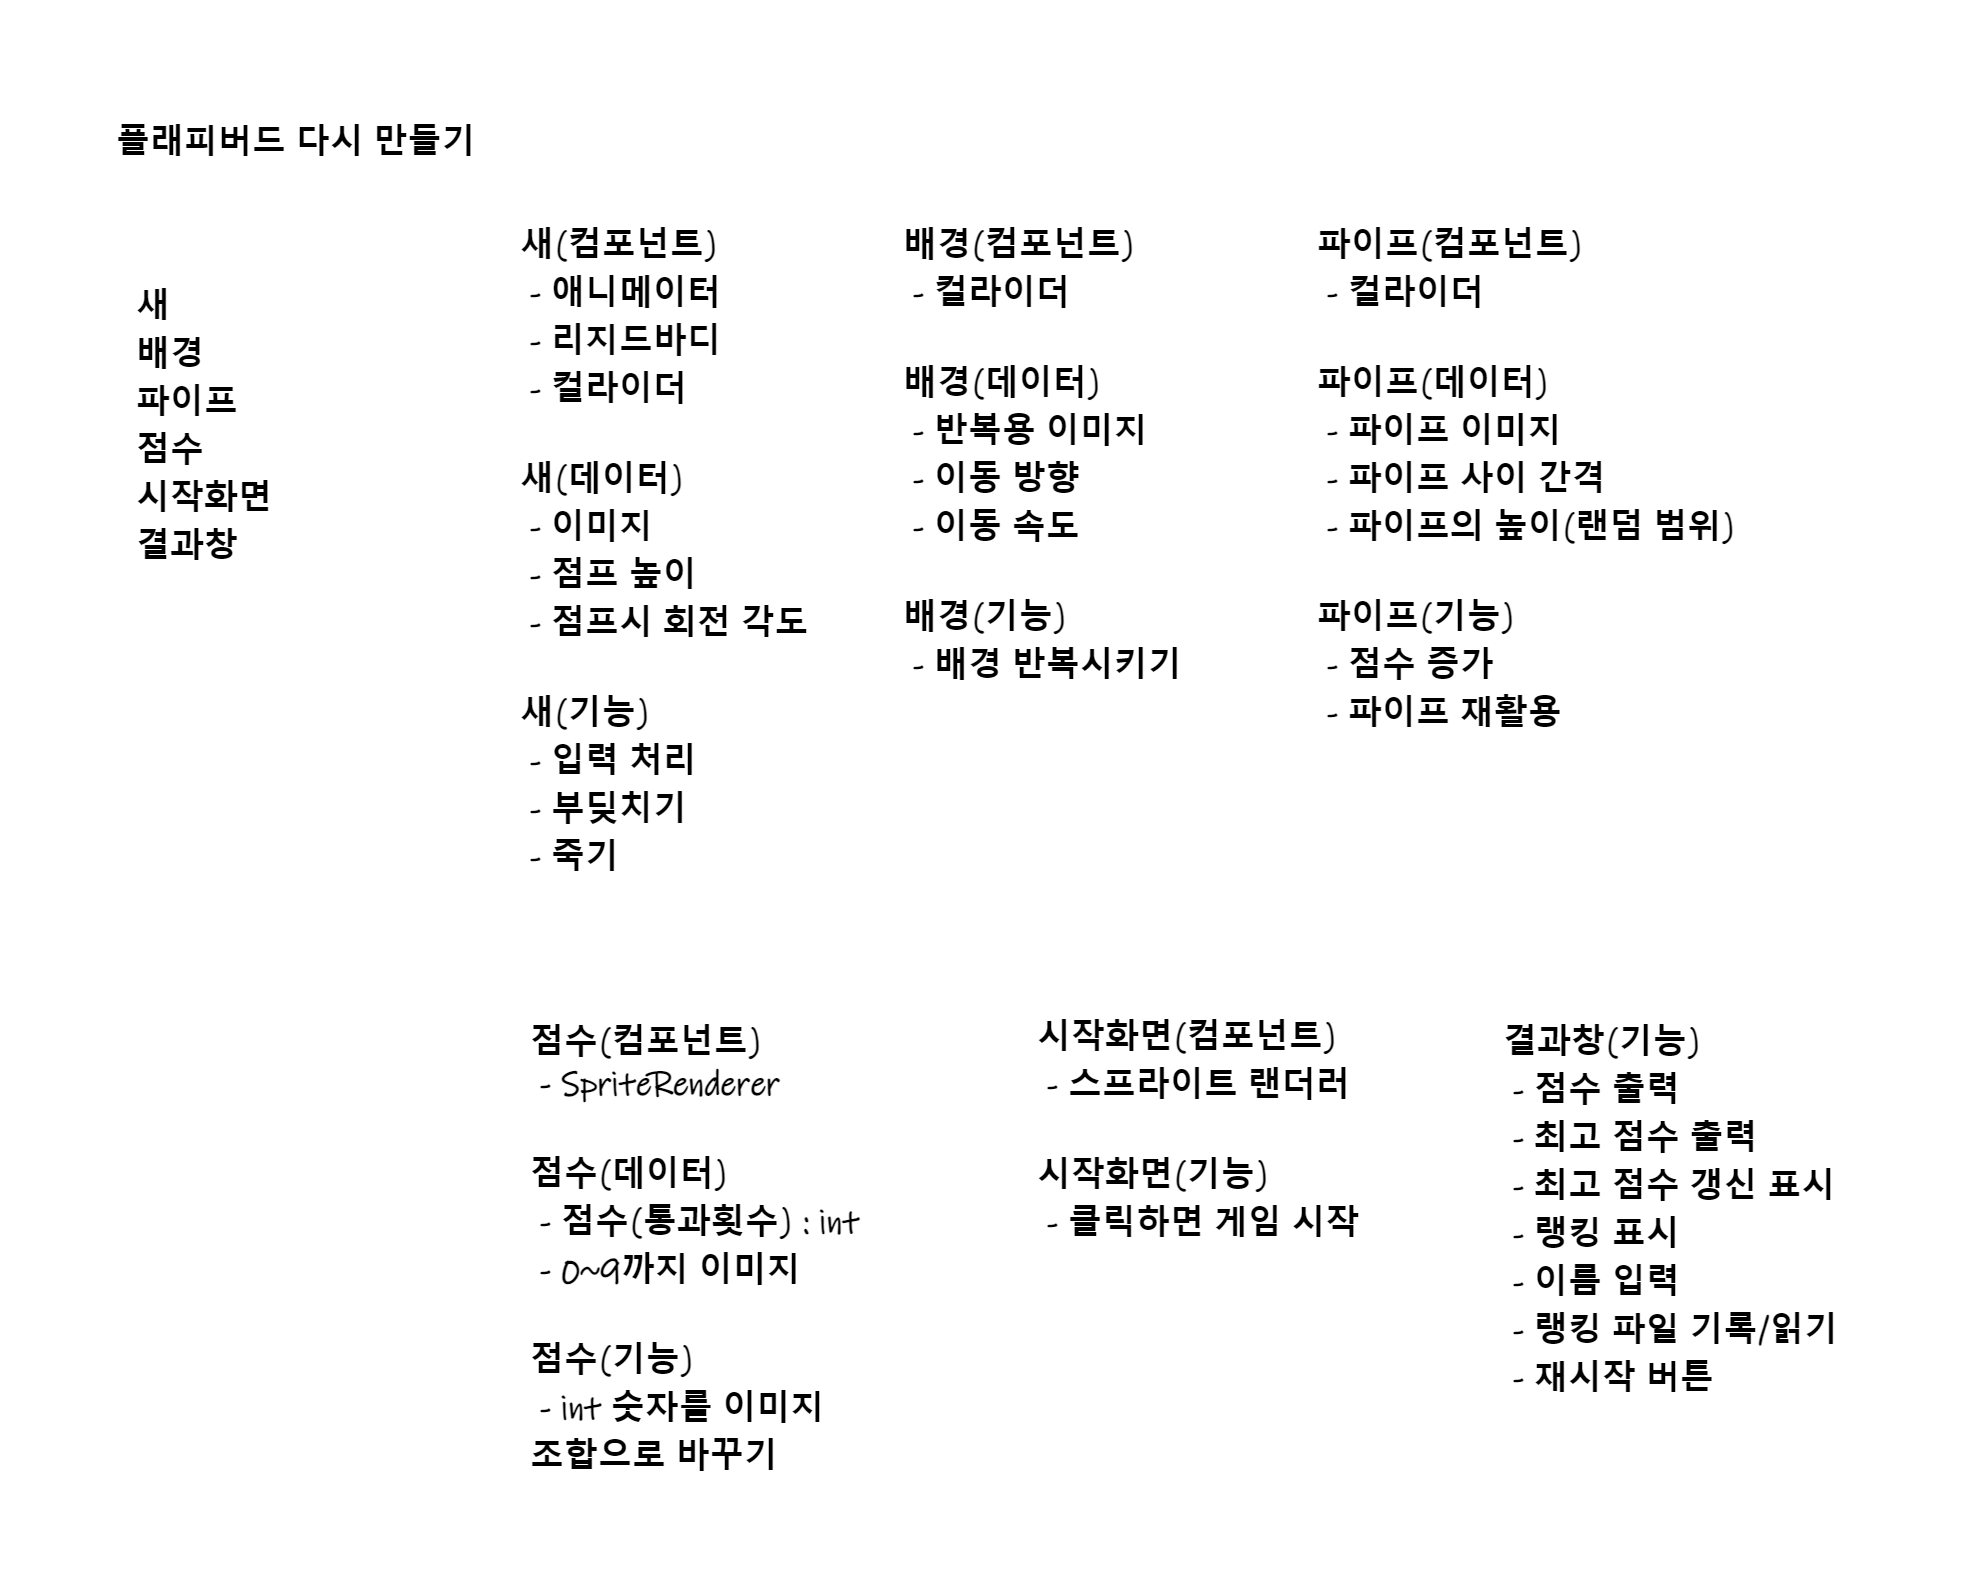 플래피버드 다시 만들기
새
배경
파이프
점수
시작화면
결과창
새(컴포넌트)
- 애니메이터
- 리지드바디
- 컬라이더
새(데이터)
- 이미지
- 점프 높이
- 점프시 회전 각도
새(기능)
- 입력 처리
- 부딪치기
- 죽기
배경(컴포넌트)
- 컬라이더
배경(데이터)
- 반복용 이미지
- 이동 방향
- 이동 속도
배경(기능)
- 배경 반복시키기
파이프(컴포넌트)
- 컬라이더
파이프(데이터)
- 파이프 이미지
- 파이프 사이 간격
- 파이프의 높이(랜덤 범위)
파이프(기능)
- 점수 증가
- 파이프 재활용
점수(컴포넌트)
- SpriteRenderer
점수(데이터)
- 점수(통과횟수) : int
- 0~9까지 이미지
점수(기능)
- int 숫자를 이미지
조합으로 바꾸기
시작화면(컴포넌트)
- 스프라이트 랜더러
시작화면(기능)
- 클릭하면 게임 시작
결과창(기능)
- 점수 출력
- 최고 점수 출력
- 최고 점수 갱신 표시
- 랭킹 표시
- 이름 입력
- 랭킹 파일 기록/읽기
- 재시작 버튼